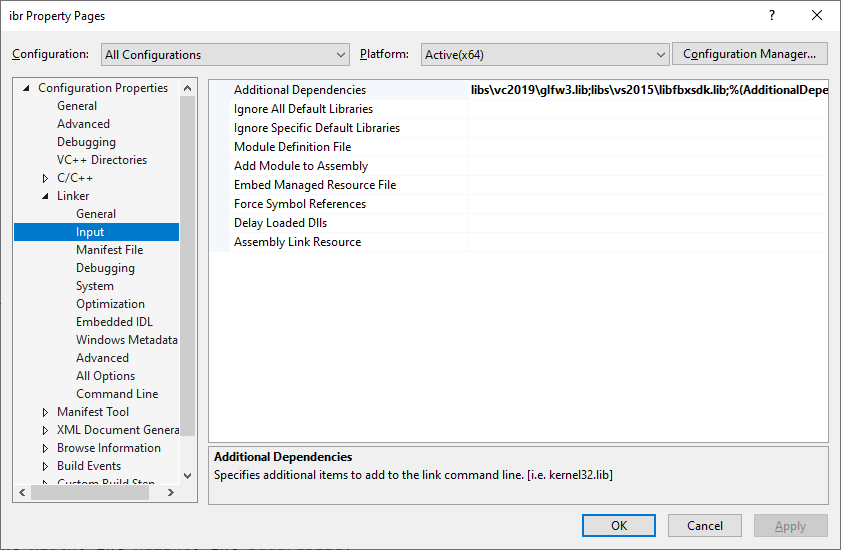 ibr Property Pages
Configuration: All Configurations Platform: Active(x64) Configuration Manager...
Configuration Properties
General
Advanced
Debugging
VC++ Directories
C/C++
Linker
General
Input
Manifest File
Debugging
System
Optimization
Embedded IDL
Windows Metadata
Advanced
All Options
Command Line
Manifest Tool
XML Document Genera
Browse Information
Build Events
Custom Build Step
Additional Dependencies libs\vc2019\glfw3.lib;libs\vs2015\libfbxsdk.lib;%(AdditionalDepe
Ignore All Default Libraries
Ignore Specific Default Libraries
Module Definition File
Add Module to Assembly
Embed Managed Resource File
Force Symbol References
Delay Loaded Dlls
Assembly Link Resource
Additional Dependencies
Specifies additional items to add to the link command line. [i.e. kernel32.lib]
OK Cancel Apply